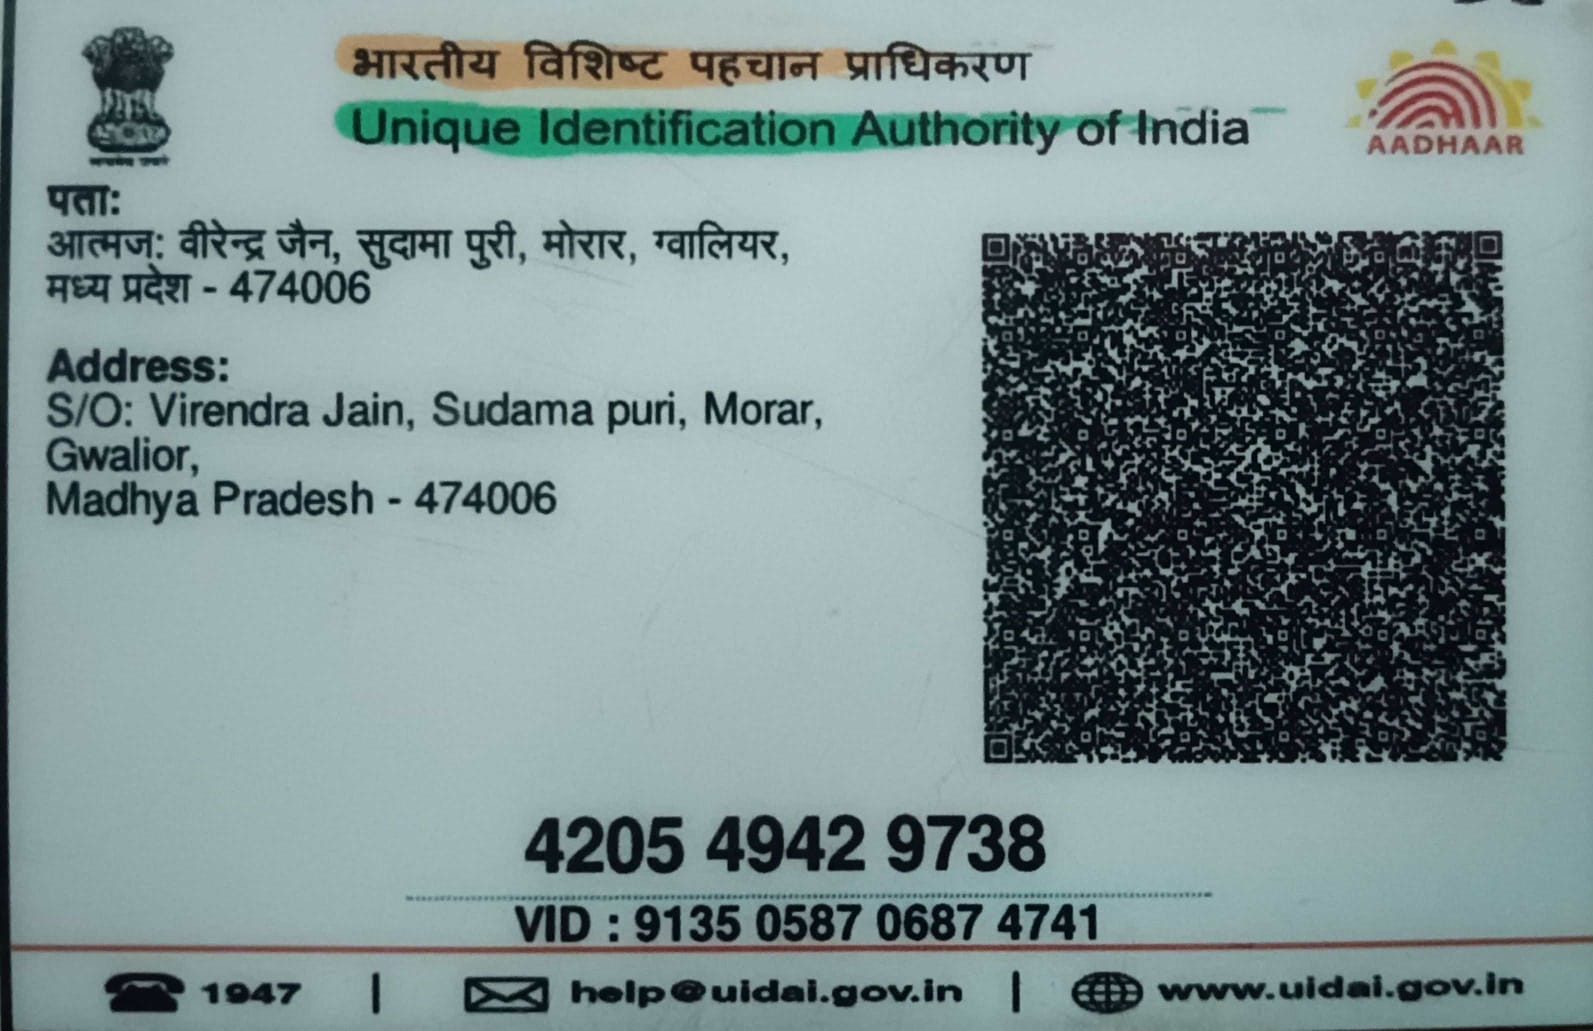 भारतीय विशिष्ट पहचान प्राधिकरण
Unique Identification Authority of India
AADHAAR
पता:
आत्मज: वीरेन्द्र जैन, सुदामा पुरी, मोरार, ग्वालियर,
मध्य प्रदेश - 474006
Address:
S/O: Virendra Jain, Sudama puri, Morar,
Gwalior,
Madhya Pradesh - 474006
4205 4942 9738
VID : 9135 0587 0687 4741
1947 | help@uidai.gov.in | www.uidai.gov.in